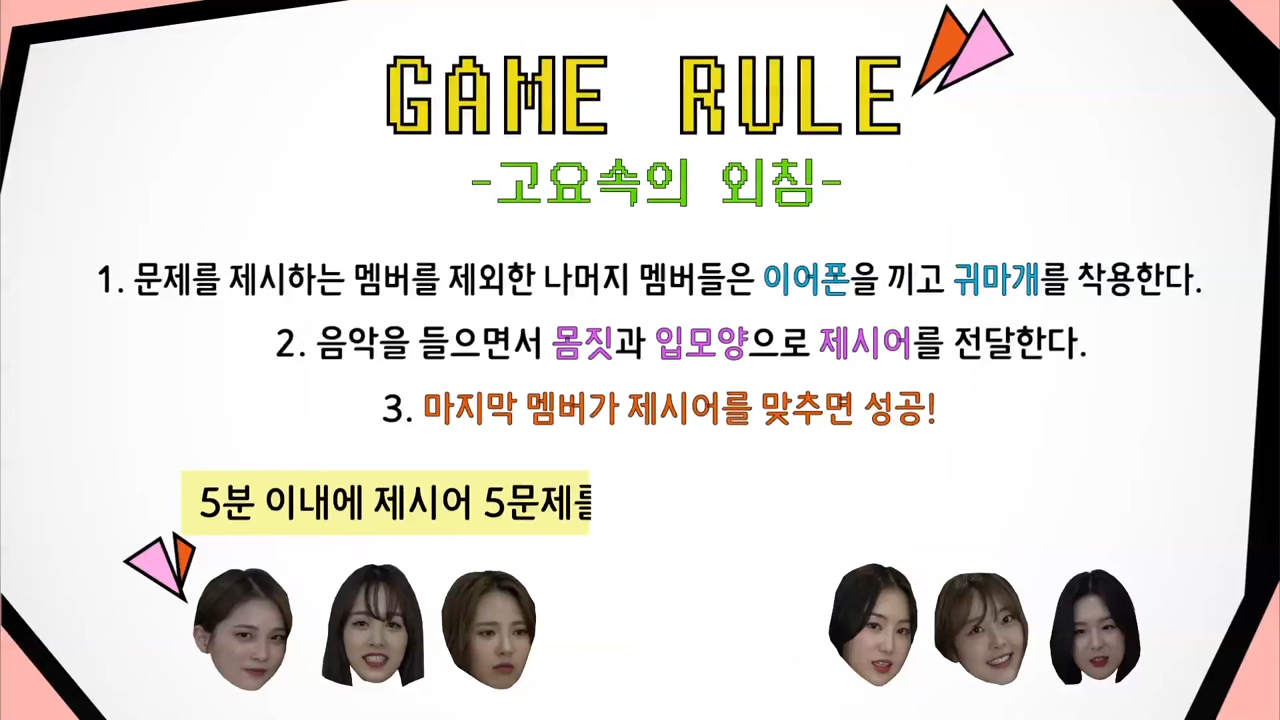 GAME RULE
-고요속의 외침-
1. 문제를 제시하는 멤버를 제외한 나머지 멤버들은 이어폰을 끼고 귀마개를 착용한다.
2. 음악을 들으면서 몸짓과 입모양으로 제시어를 전달한다.
3. 마지막 멤버가 제시어를 맞추면 성공!
5분 이내에 제시어 5문제를